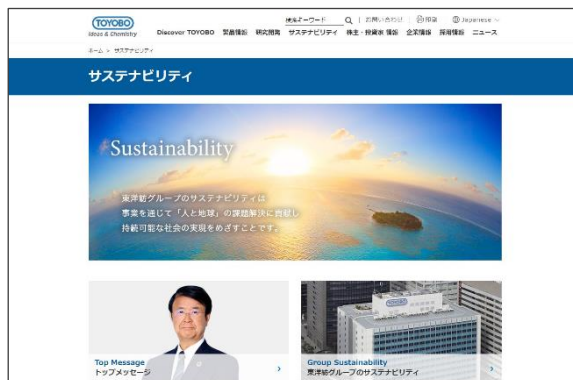 TOYOBO
Ideas & Chemistry
検索キーワード
お問い合わせ
印刷
Japanese
Discover TOYOBO 製品情報 研究開発 サステナビリティ 株主・投資家 情報 企業情報 採用情報 ニュース
ホーム > サステナビリティ
サステナビリティ
Sustainability
東洋紡グループのサステナビリティは
事業を通じて「人と地球」の課題解決に貢献し
持続可能な社会の実現をめざすことです。
Top Message
トップメッセージ
TOYOBO
Group Sustainability
東洋紡グループのサステナビリティ